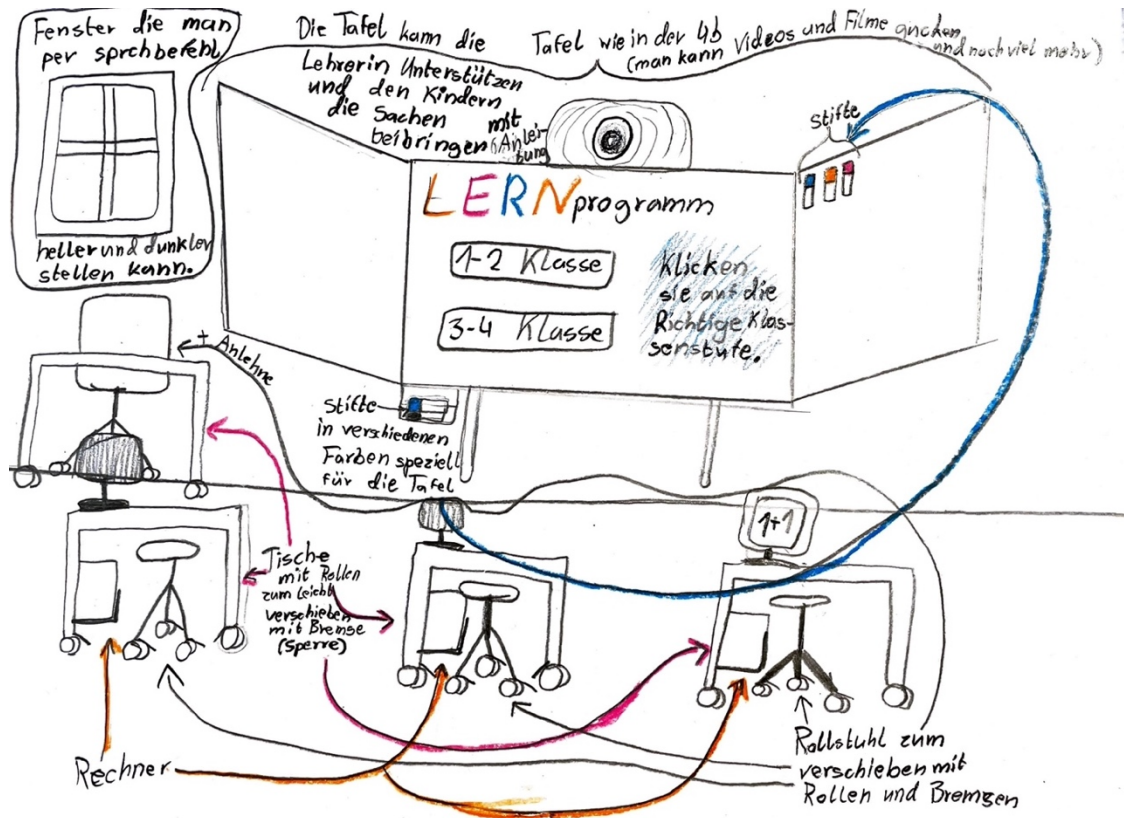 Fenster die man
per sprchbefehl
heller und dunkler
stellen kann.
Die Tafel kann die
Lehrerin Unterstützen
und den Kindern
die Sachen
beibringen mit
Anlei-
tung
Tafel wie in der 4b
(man kann Videos und Filme gucken
und noch viel mehr)
Stifte
LERNprogramm
1-2 Klasse
3-4 Klasse
Klicken
sie auf die
Richtige Klas-
senstufe.
+ Anlehne
Stifte
in verschiedenen
Farben speziell
für die Tafel
1+1
Tische
mit Rollen
zum Leicht
verschieben
mit Bremse
(Sperre)
Rechner
Rollstuhl zum
verschieben mit
Rollen und Bremsen